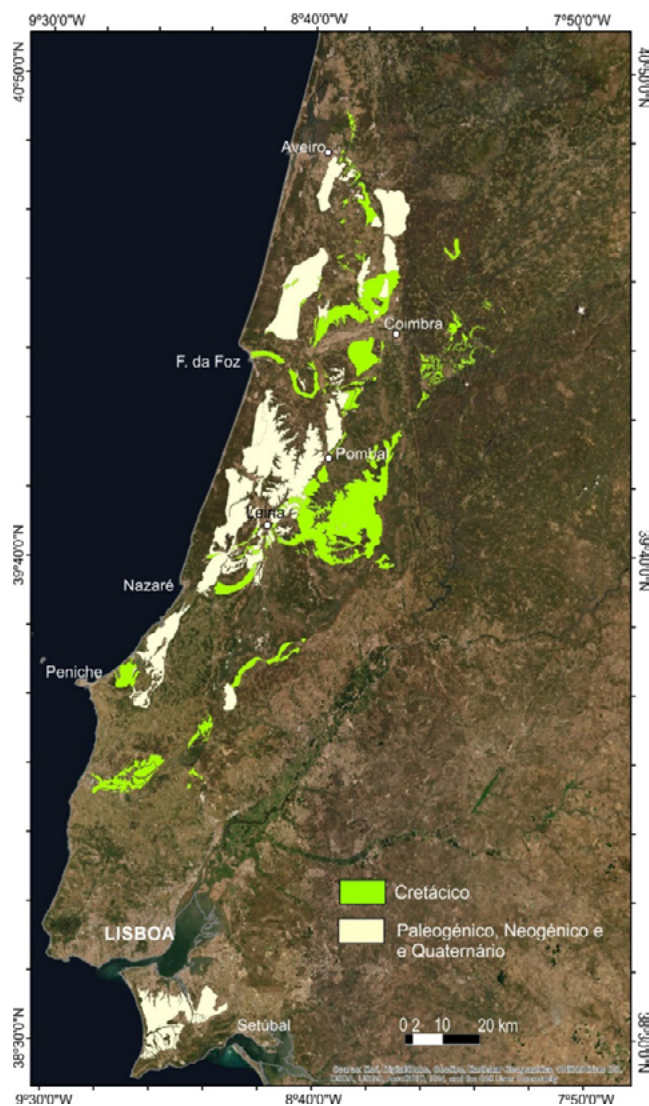 9°30'0"W
8°40'0"W
7°50'0"W
40°50'0"N
40°50'0"N
Aveiro
Coimbra
F. da Foz
Pombal
Leiria
39°40'0"N
39°40'0"N
Nazaré
Peniche
Cretácico
Paleogénico, Neogénico e
e Quaternário
LISBOA
Setúbal
38°30'0"N
38°30'0"N
0 2 10 20 km
9°30'0"W
8°40'0"W
7°50'0"W